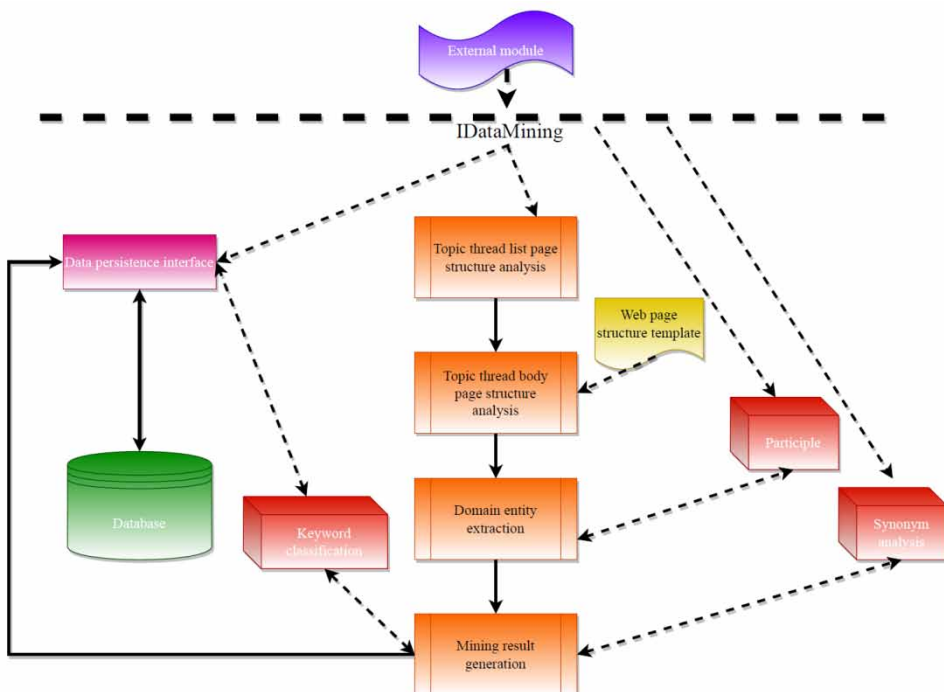 External module
IDataMining
Topic thread list page
structure analysis
Data persistence interface
Web page
structure template
Topic thread body
page structure
analysis
Participle
Database
Keyword
classification
Domain entity
extraction
Synonym
analysis
Mining result
generation